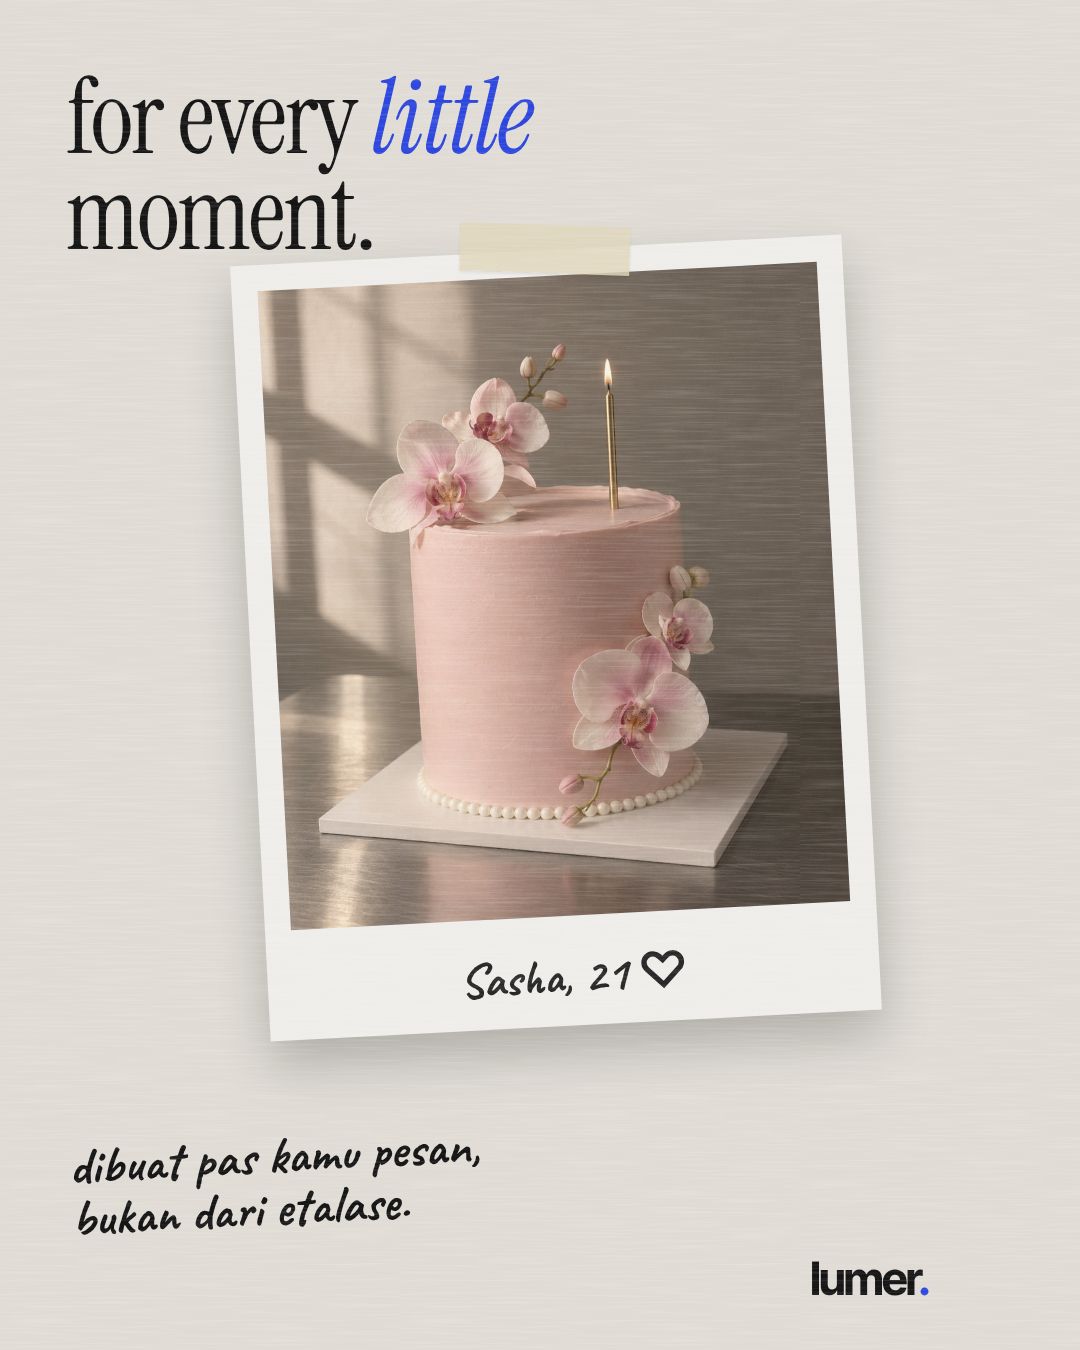 for every little
moment.
Sasha, 21 ♡
dibuat pas kamu pesan,
bukan dari etalase.
lumer.